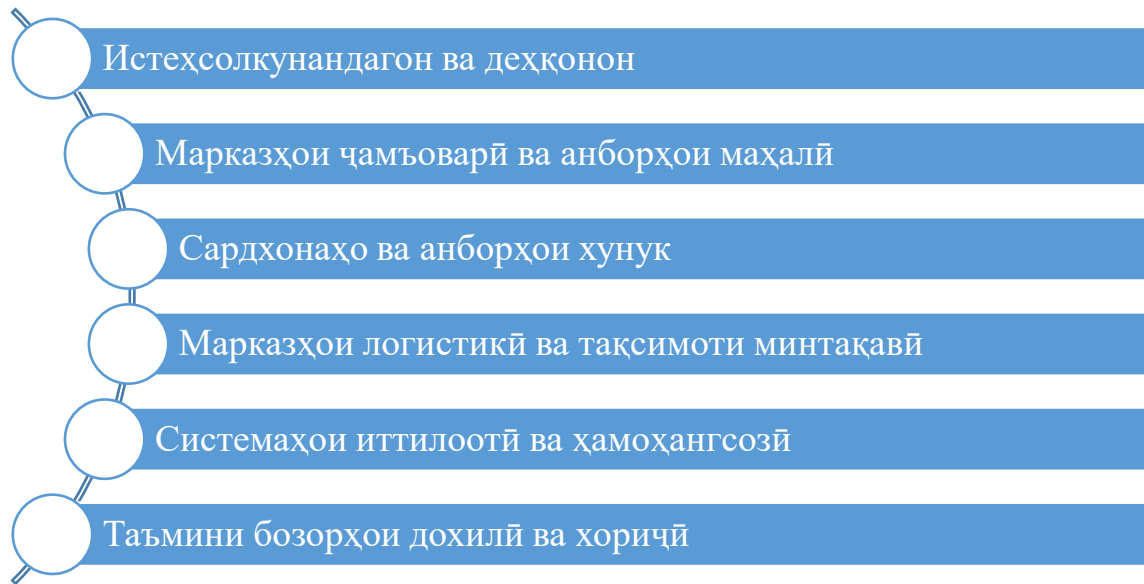 Истеҳсолкунандагон ва деҳқонон
Марказҳои ҷамъоварӣ ва анборҳои маҳалӣ
Сардхонаҳо ва анборҳои хунук
Марказҳои логистикӣ ва тақсимоти минтақавӣ
Системаҳои иттилоотӣ ва ҳамоҳангсозӣ
Таъмини бозорҳои дохилӣ ва хориҷӣ